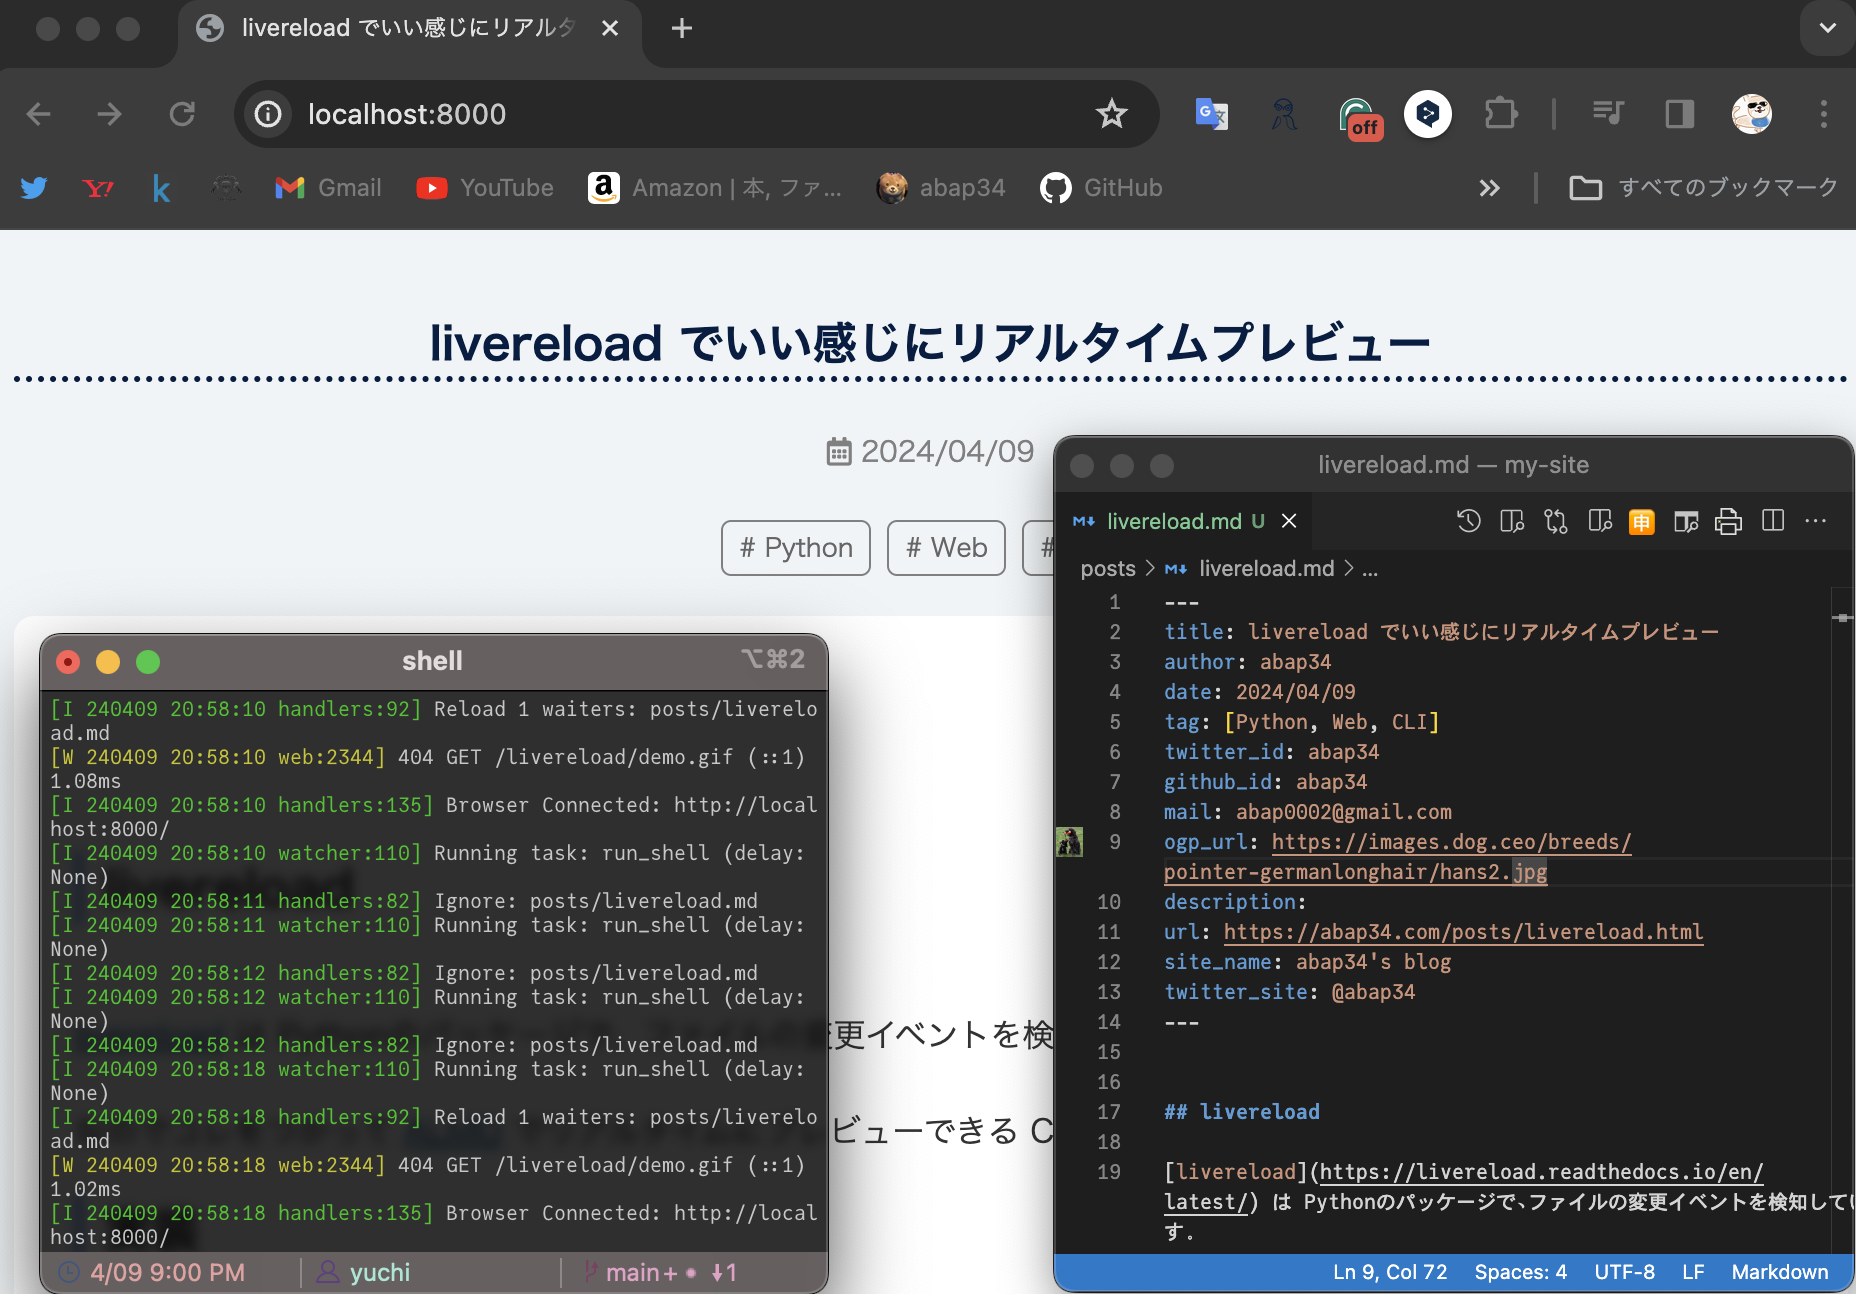 livereload でいい感じにリアルタ
localhost:8000
off
Gmail
YouTube
Amazon | 本, ファ...
abap34
GitHub
すべてのブックマーク
livereload でいい感じにリアルタイムプレビュー
2024/04/09
# Python
# Web
#
更イベントを検
ビューできる C
shell
⌥⌘2
[I 240409 20:58:10 handlers:92] Reload 1 waiters: posts/liverelo
ad.md
[W 240409 20:58:10 web:2344] 404 GET /livereload/demo.gif (::1)
1.08ms
[I 240409 20:58:10 handlers:135] Browser Connected: http://local
host:8000/
[I 240409 20:58:10 watcher:110] Running task: run_shell (delay:
None)
[I 240409 20:58:11 handlers:82] Ignore: posts/livereload.md
[I 240409 20:58:11 watcher:110] Running task: run_shell (delay:
None)
[I 240409 20:58:12 handlers:82] Ignore: posts/livereload.md
[I 240409 20:58:12 watcher:110] Running task: run_shell (delay:
None)
[I 240409 20:58:12 handlers:82] Ignore: posts/livereload.md
[I 240409 20:58:18 watcher:110] Running task: run_shell (delay:
None)
[I 240409 20:58:18 handlers:92] Reload 1 waiters: posts/liverelo
ad.md
[W 240409 20:58:18 web:2344] 404 GET /livereload/demo.gif (::1)
1.02ms
[I 240409 20:58:18 handlers:135] Browser Connected: http://local
host:8000/
4/09 9:00 PM
yuchi
main+ ● ↓1
livereload.md — my-site
livereload.md U
posts > livereload.md > ...
1 ---
2 title: livereload でいい感じにリアルタイムプレビュー
3 author: abap34
4 date: 2024/04/09
5 tag: [Python, Web, CLI]
6 twitter_id: abap34
7 github_id: abap34
8 mail: abap0002@gmail.com
9 ogp_url: https://images.dog.ceo/breeds/
pointer-germanlonghair/hans2.jpg
10 description:
11 url: https://abap34.com/posts/livereload.html
12 site_name: abap34's blog
13 twitter_site: @abap34
14 ---
15
16
17 ## livereload
18
19 [livereload](https://livereload.readthedocs.io/en/
latest/) は Pythonのパッケージで、ファイルの変更イベントを検知してい
す。
Ln 9, Col 72
Spaces: 4
UTF-8
LF
Markdown